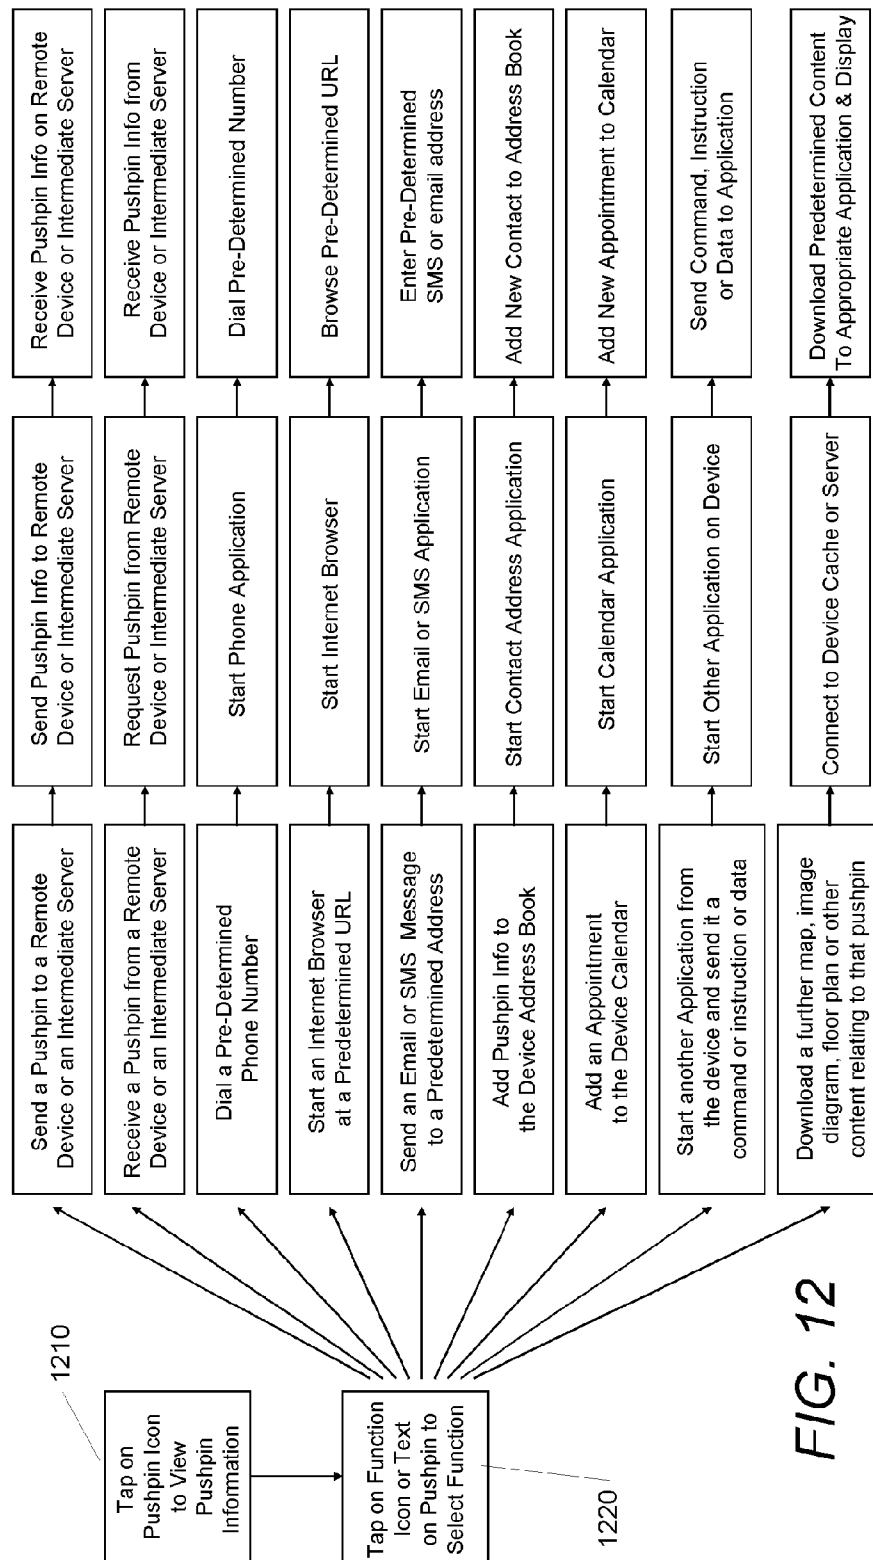 Tap on
Pushpin Icon
to View
Pushpin
Information
1210
Tap on Function
Icon or Text
on Pushpin to
Select Function
1220
Send a Pushpin to a Remote
Device or an Intermediate Server
Send Pushpin Info to Remote
Device or Intermediate Server
Receive Pushpin Info on Remote
Device or Intermediate Server
Receive a Pushpin from a Remote
Device or an Intermediate Server
Request Pushpin from Remote
Device or Intermediate Server
Receive Pushpin Info from
Device or Intermediate Server
Dial a Pre-Determined
Phone Number
Start Phone Application
Dial Pre-Determined Number
Start an Internet Browser
at a Predetermined URL
Start Internet Browser
Browse Pre-Determined URL
Send an Email or SMS Message
to a Predetermined Address
Start Email or SMS Application
Enter Pre-Determined
SMS or email address
Add Pushpin Info to
the Device Address Book
Start Contact Address Application
Add New Contact to Address Book
Add an Appointment
to the Device Calendar
Start Calendar Application
Add New Appointment to Calendar
Start another Application from
the device and send it a
command or instruction or data
Start Other Application on Device
Send Command, Instruction
or Data to Application
Download a further map, image
diagram, floor plan or other
content relating to that pushpin
Connect to Device Cache or Server
Download Predetermined Content
To Appropriate Application & Display
FIG. 12